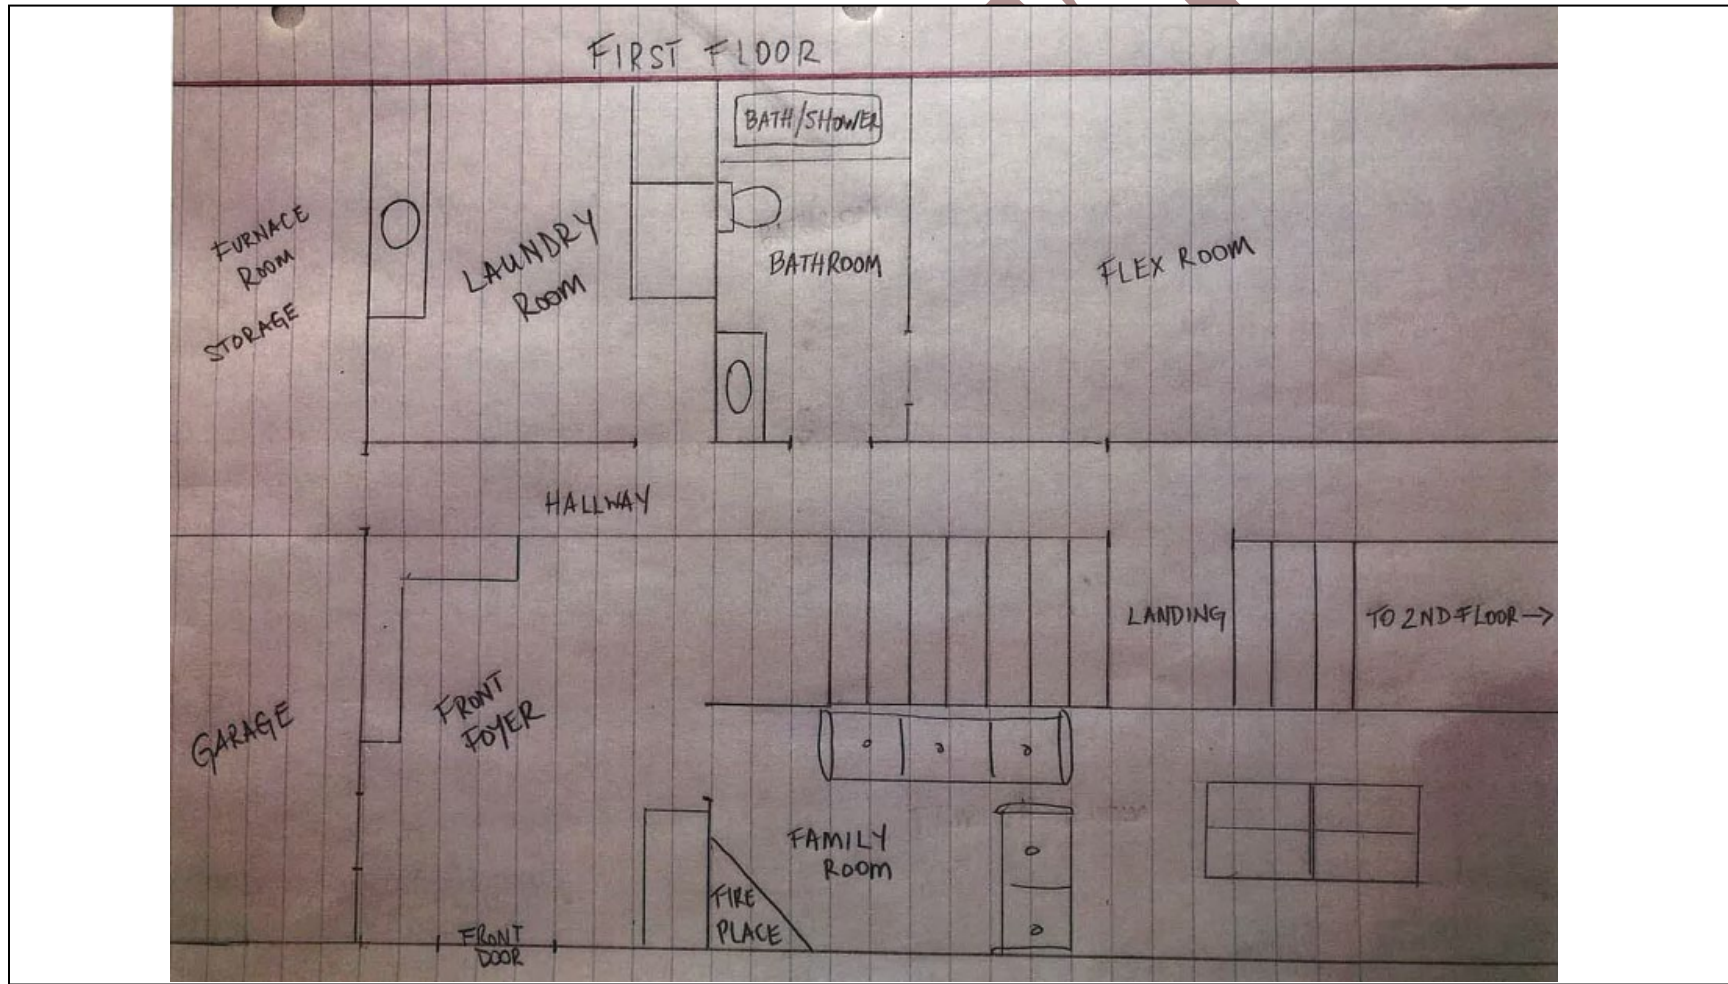 FIRST FLOOR
BATH/SHOWER
FURNACE
ROOM
STORAGE
LAUNDRY
ROOM
BATHROOM
FLEX ROOM
HALLWAY
LANDING
TO 2ND FLOOR→
GARAGE
FRONT
FOYER
FAMILY
ROOM
FIRE
PLACE
FRONT
DOOR